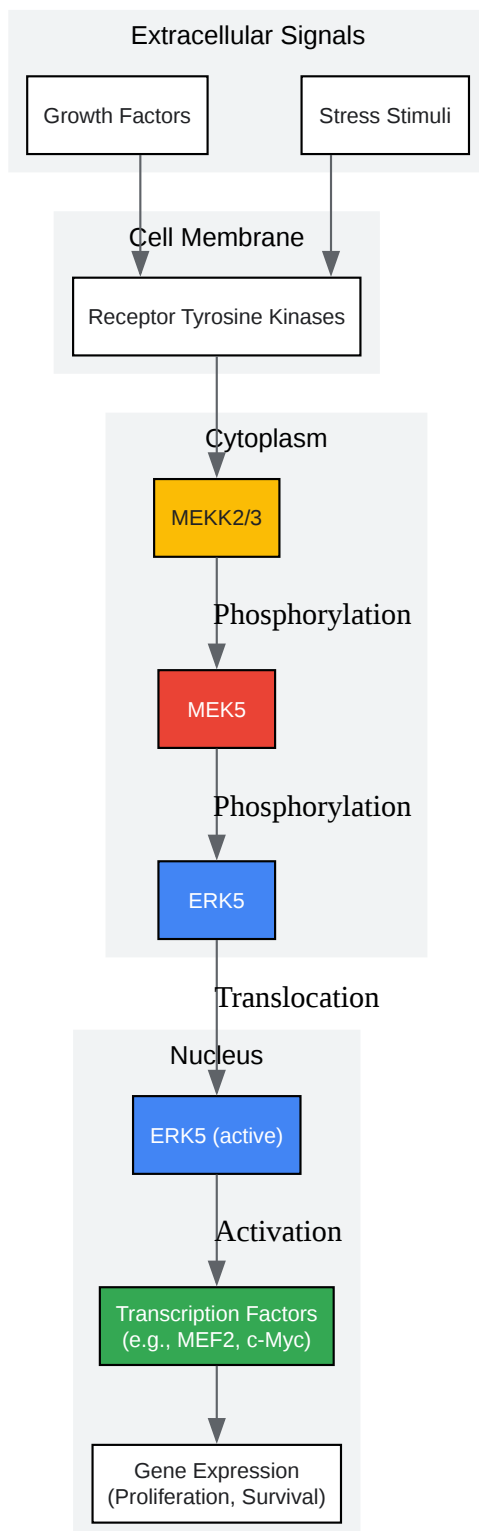 Extracellular Signals
Growth Factors
Stress Stimuli
Cell Membrane
Receptor Tyrosine Kinases
Cytoplasm
MEKK2/3
Phosphorylation
MEK5
Phosphorylation
ERK5
Translocation
Nucleus
ERK5 (active)
Activation
Transcription Factors
(e.g., MEF2, c-Myc)
Gene Expression
(Proliferation, Survival)